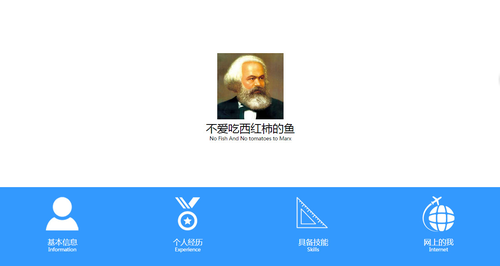 不爱吃西红柿的鱼
No Fish And No tomatoes to Marx
基本信息
Information
个人经历
Experience
具备技能
Skills
网上的我
Internet